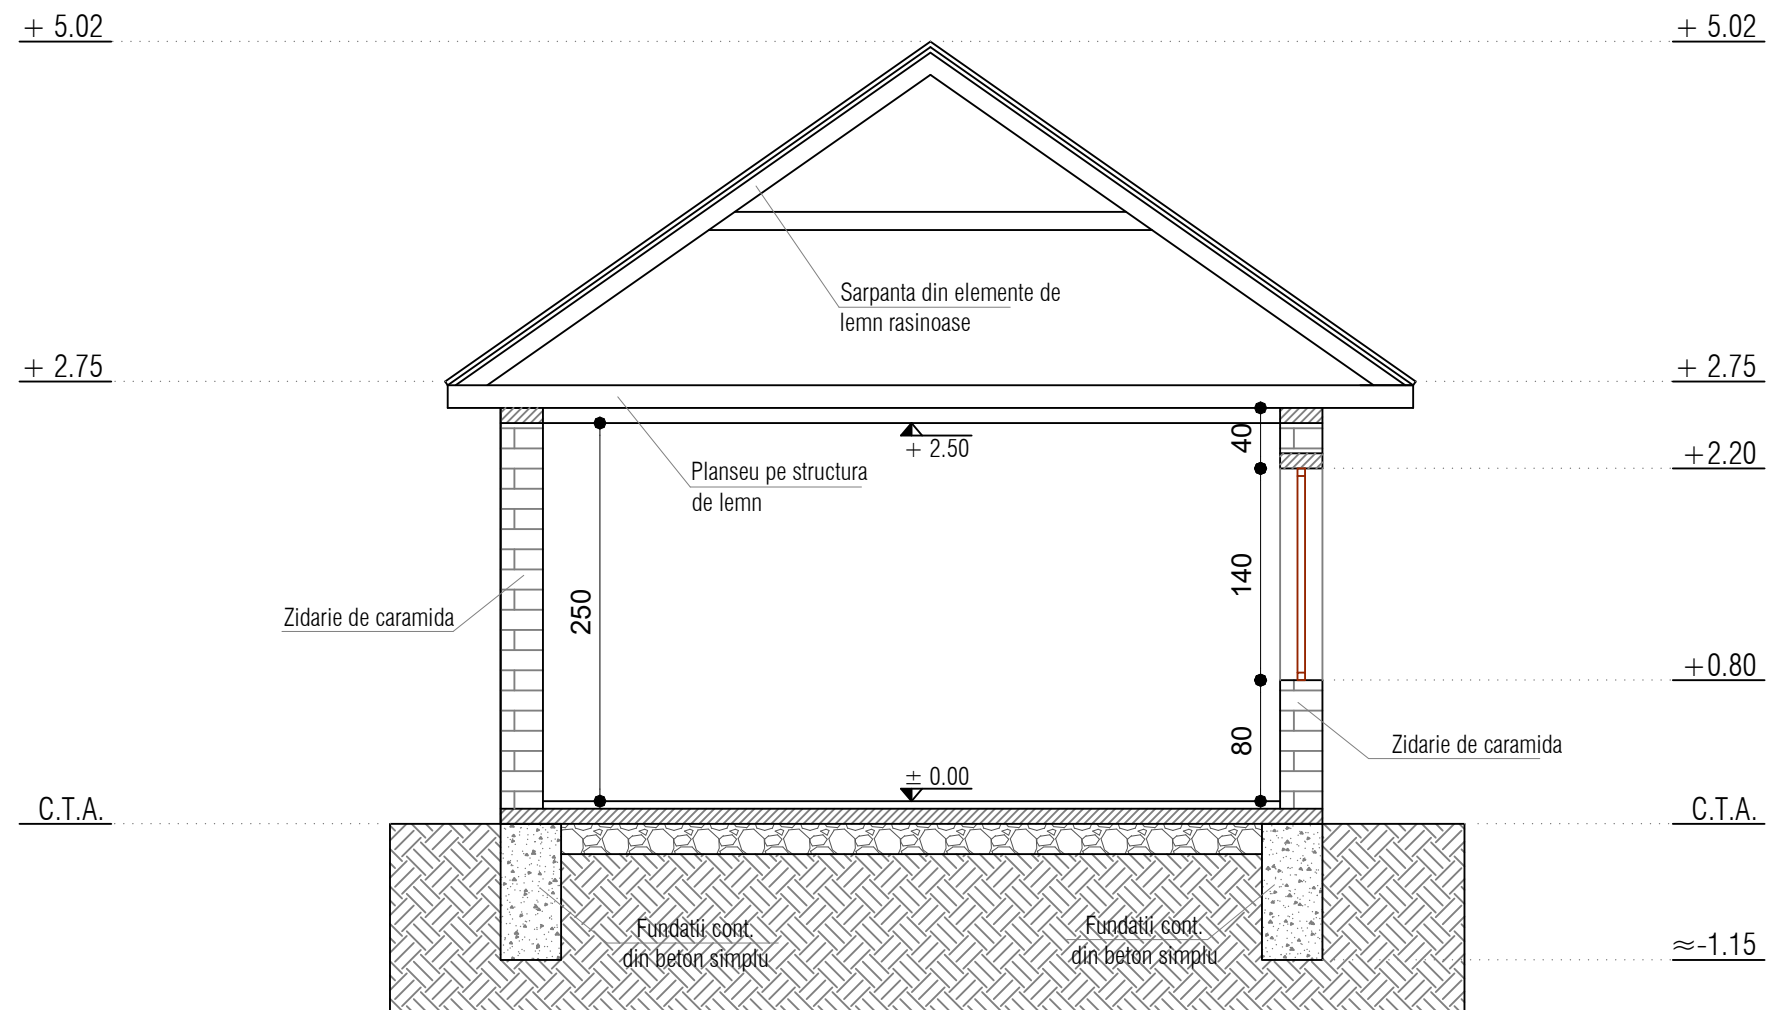 + 5.02
+ 5.02
Sarpanta din elemente de
lemn rasinoase
+ 2.75
+ 2.75
40
+ 2.50
+2.20
Planseu pe structura
de lemn
140
250
Zidarie de caramida
+0.80
80
Zidarie de caramida
± 0.00
C.T.A.
C.T.A.
Fundatii cont.
din beton simplu
Fundatii cont.
din beton simplu
≈-1.15